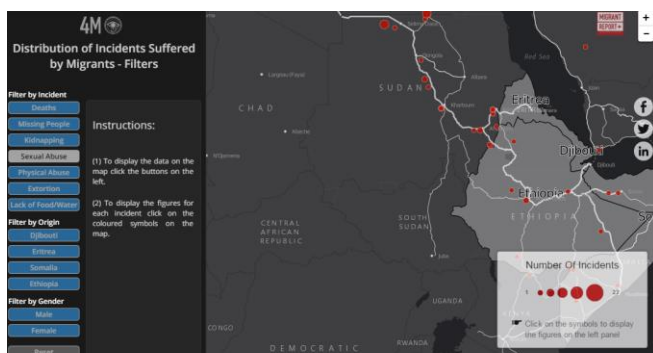 4M
Distribution of Incidents Suffered
by Migrants - Filters
Filter by Incident
Deaths
Missing People
Kidnapping
Sexual Abuse
Physical Abuse
Extortion
Lack of Food/Water
Filter by Origin
Djibouti
Eritrea
Somalia
Ethiopia
Filter by Gender
Male
Female
Reset
Instructions:
(1) To display the data on the
map click the buttons on the
left.
(2) To display the figures for
each incident click on the
coloured symbols on the
map.
MIGRANT
REPORT+
+
-
Red Sea
SUDAN
Khartoum
CHAD
Eritrea
Djibouti
Djibouti
Ethiopia
ETHIOPIA
CENTRAL
AFRICAN
REPUBLIC
SOUTH
SUDAN
Juba
UGANDA
CONGO
RWANDA
DEMOCRATIC
Number Of Incidents
1
23
Click on the symbols to display
the figures on the left panel